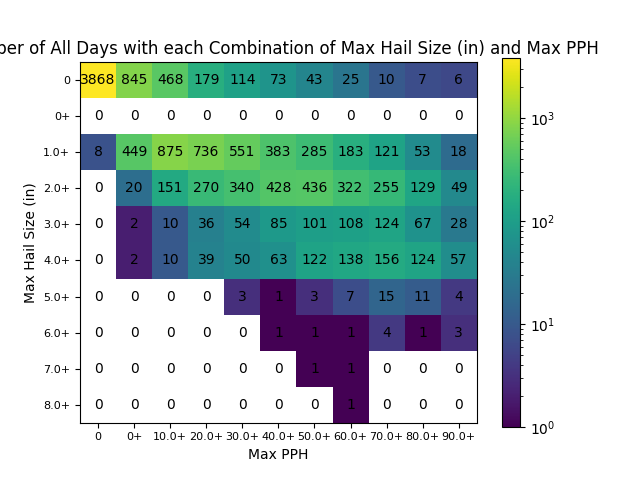 ber of All Days with each Combination of Max Hail Size (in) and Max PPH
0 3868 845 468 179 114 73 43 25 10 7 6
0+ 0 0 0 0 0 0 0 0 0 0 0
1.0+ 8 449 875 736 551 383 285 183 121 53 18
2.0+ 0 20 151 270 340 428 436 322 255 129 49
3.0+ 0 2 10 36 54 85 101 108 124 67 28
4.0+ 0 2 10 39 50 63 122 138 156 124 57
5.0+ 0 0 0 0 3 1 3 7 15 11 4
6.0+ 0 0 0 0 0 1 1 1 4 1 3
7.0+ 0 0 0 0 0 0 1 1 0 0 0
8.0+ 0 0 0 0 0 0 0 1 0 0 0
0 0+ 10.0+ 20.0+ 30.0+ 40.0+ 50.0+ 60.0+ 70.0+ 80.0+ 90.0+
Max PPH
Max Hail Size (in)
10³
10²
10¹
10⁰